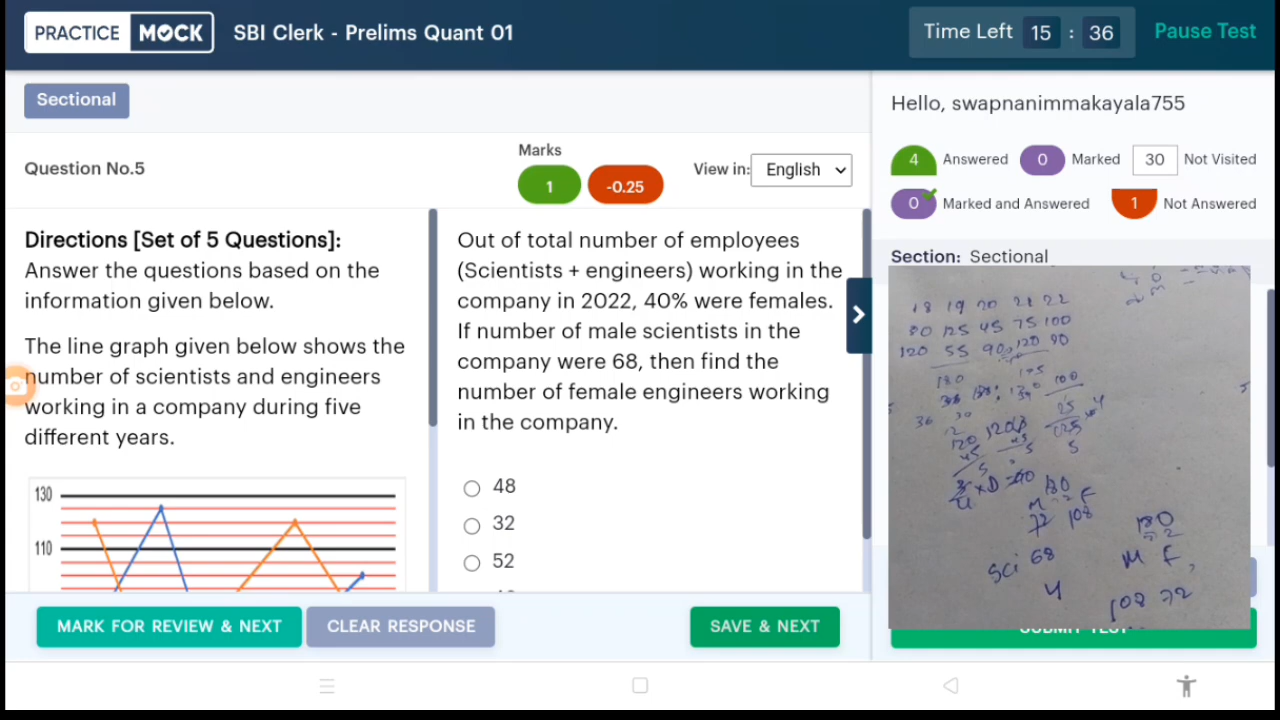 PRACTICE MOCK
SBI Clerk - Prelims Quant 01
Time Left 15 : 36
Pause Test
Sectional
Hello, swapnanimmakayala755
Question No.5
Marks
1 -0.25
View in: English
4 Answered 0 Marked 30 Not Visited
0 Marked and Answered 1 Not Answered
Section: Sectional
Directions [Set of 5 Questions]:
Answer the questions based on the
information given below.
The line graph given below shows the
number of scientists and engineers
working in a company during five
different years.
130
110
Out of total number of employees
(Scientists + engineers) working in the
company in 2022, 40% were females.
If number of male scientists in the
company were 68, then find the
number of female engineers working
in the company.
48
32
52
18 19 20 21 22
80 125 45 75 100
120 55 90 120 90
180
M F
72 108
Sci 68
4
180
M F
108 72
MARK FOR REVIEW & NEXT
CLEAR RESPONSE
SAVE & NEXT
SUBMIT TEST